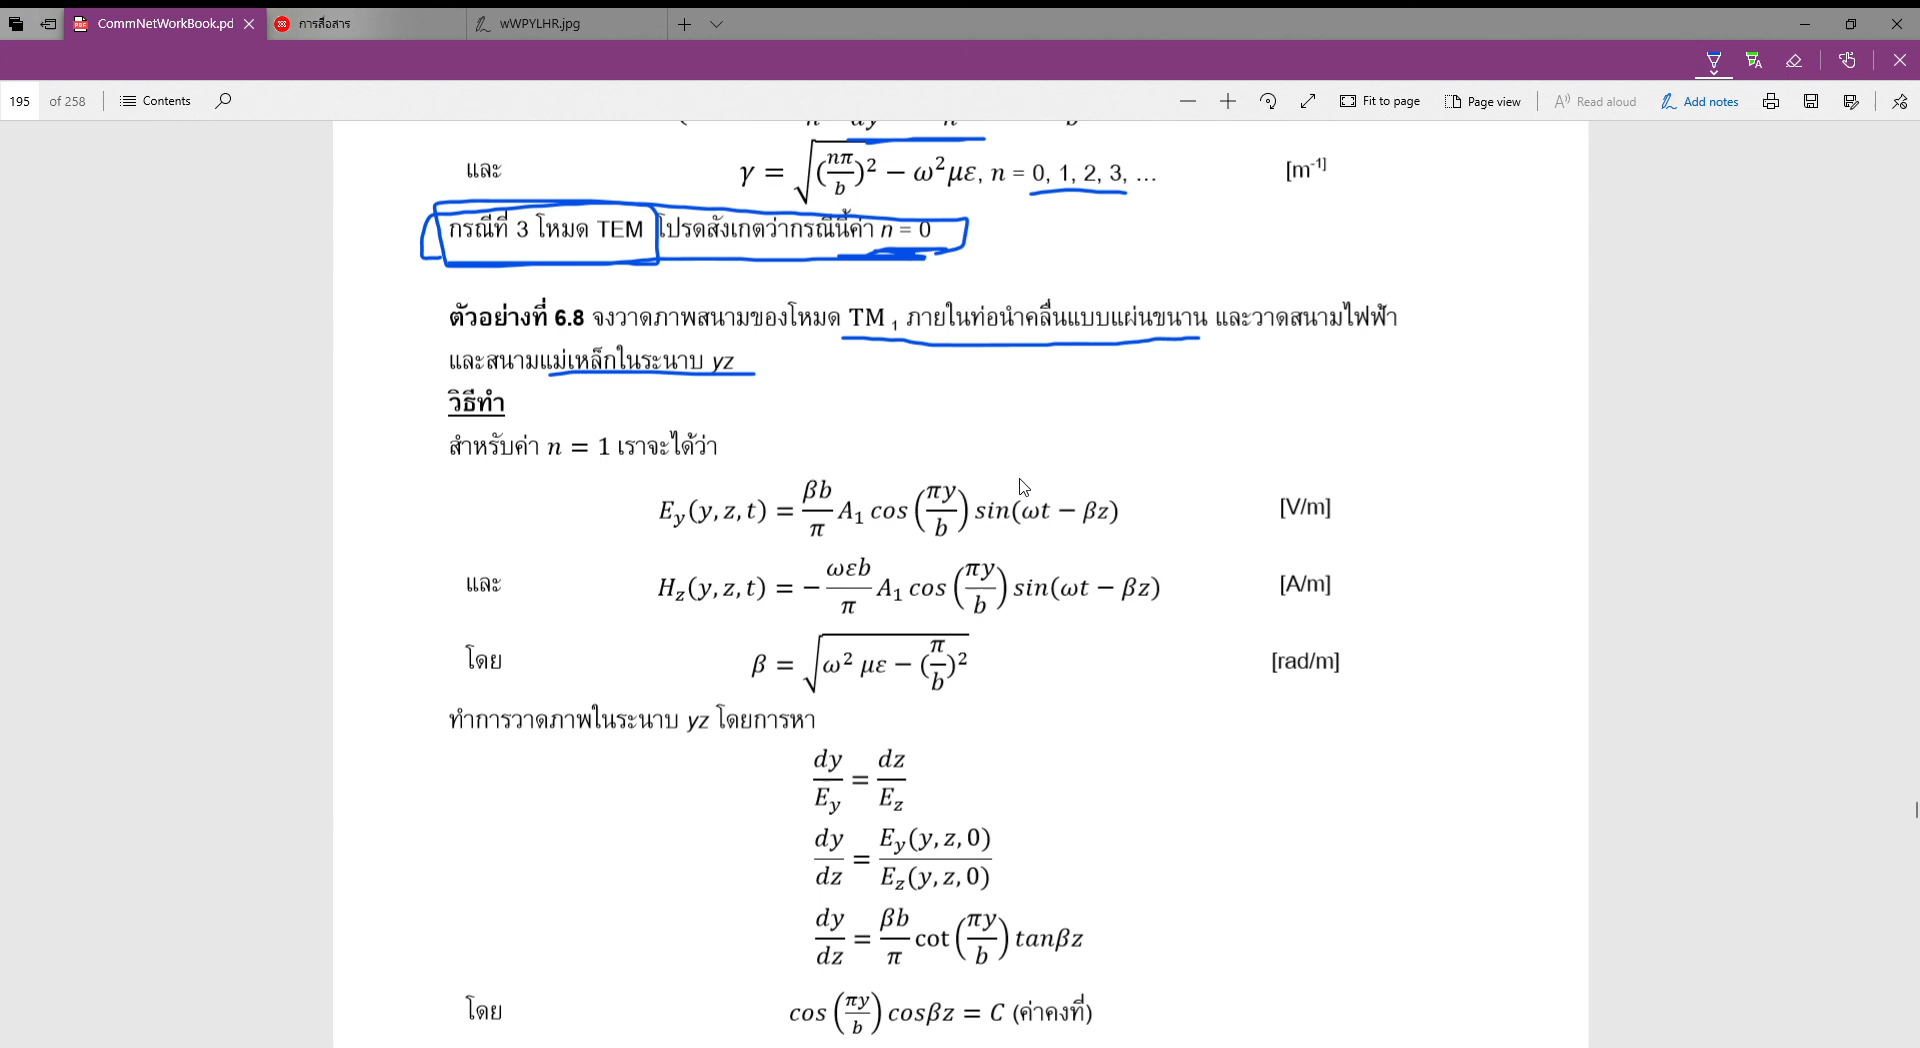 CommNetWorkBook.pd
การสื่อสาร
wWPYLHR.jpg
195 of 258 Contents Fit to page Page view Read aloud Add notes
และ γ = √((nπ/b)² − ω²με), n = 0, 1, 2, 3, … [m⁻¹]
กรณีที่ 3 โหมด TEM โปรดสังเกตว่ากรณีนี้ค่า n = 0
ตัวอย่างที่ 6.8 จงวาดภาพสนามของโหมด TM ₁ ภายในท่อนำคลื่นแบบแผ่นขนาน และวาดสนามไฟฟ้า
และสนามแม่เหล็กในระนาบ yz
วิธีทำ
สำหรับค่า n = 1 เราจะได้ว่า
E_y(y, z, t) = βb/π A₁ cos (πy/b) sin(ωt − βz) [V/m]
และ H_z(y, z, t) = − ωεb/π A₁ cos (πy/b) sin(ωt − βz) [A/m]
โดย β = √(ω² με − (π/b)²) [rad/m]
ทำการวาดภาพในระนาบ yz โดยการหา
dy/E_y = dz/E_z
dy/dz = E_y(y, z, 0)/E_z(y, z, 0)
dy/dz = βb/π cot (πy/b) tanβz
โดย cos (πy/b) cosβz = C (ค่าคงที่)